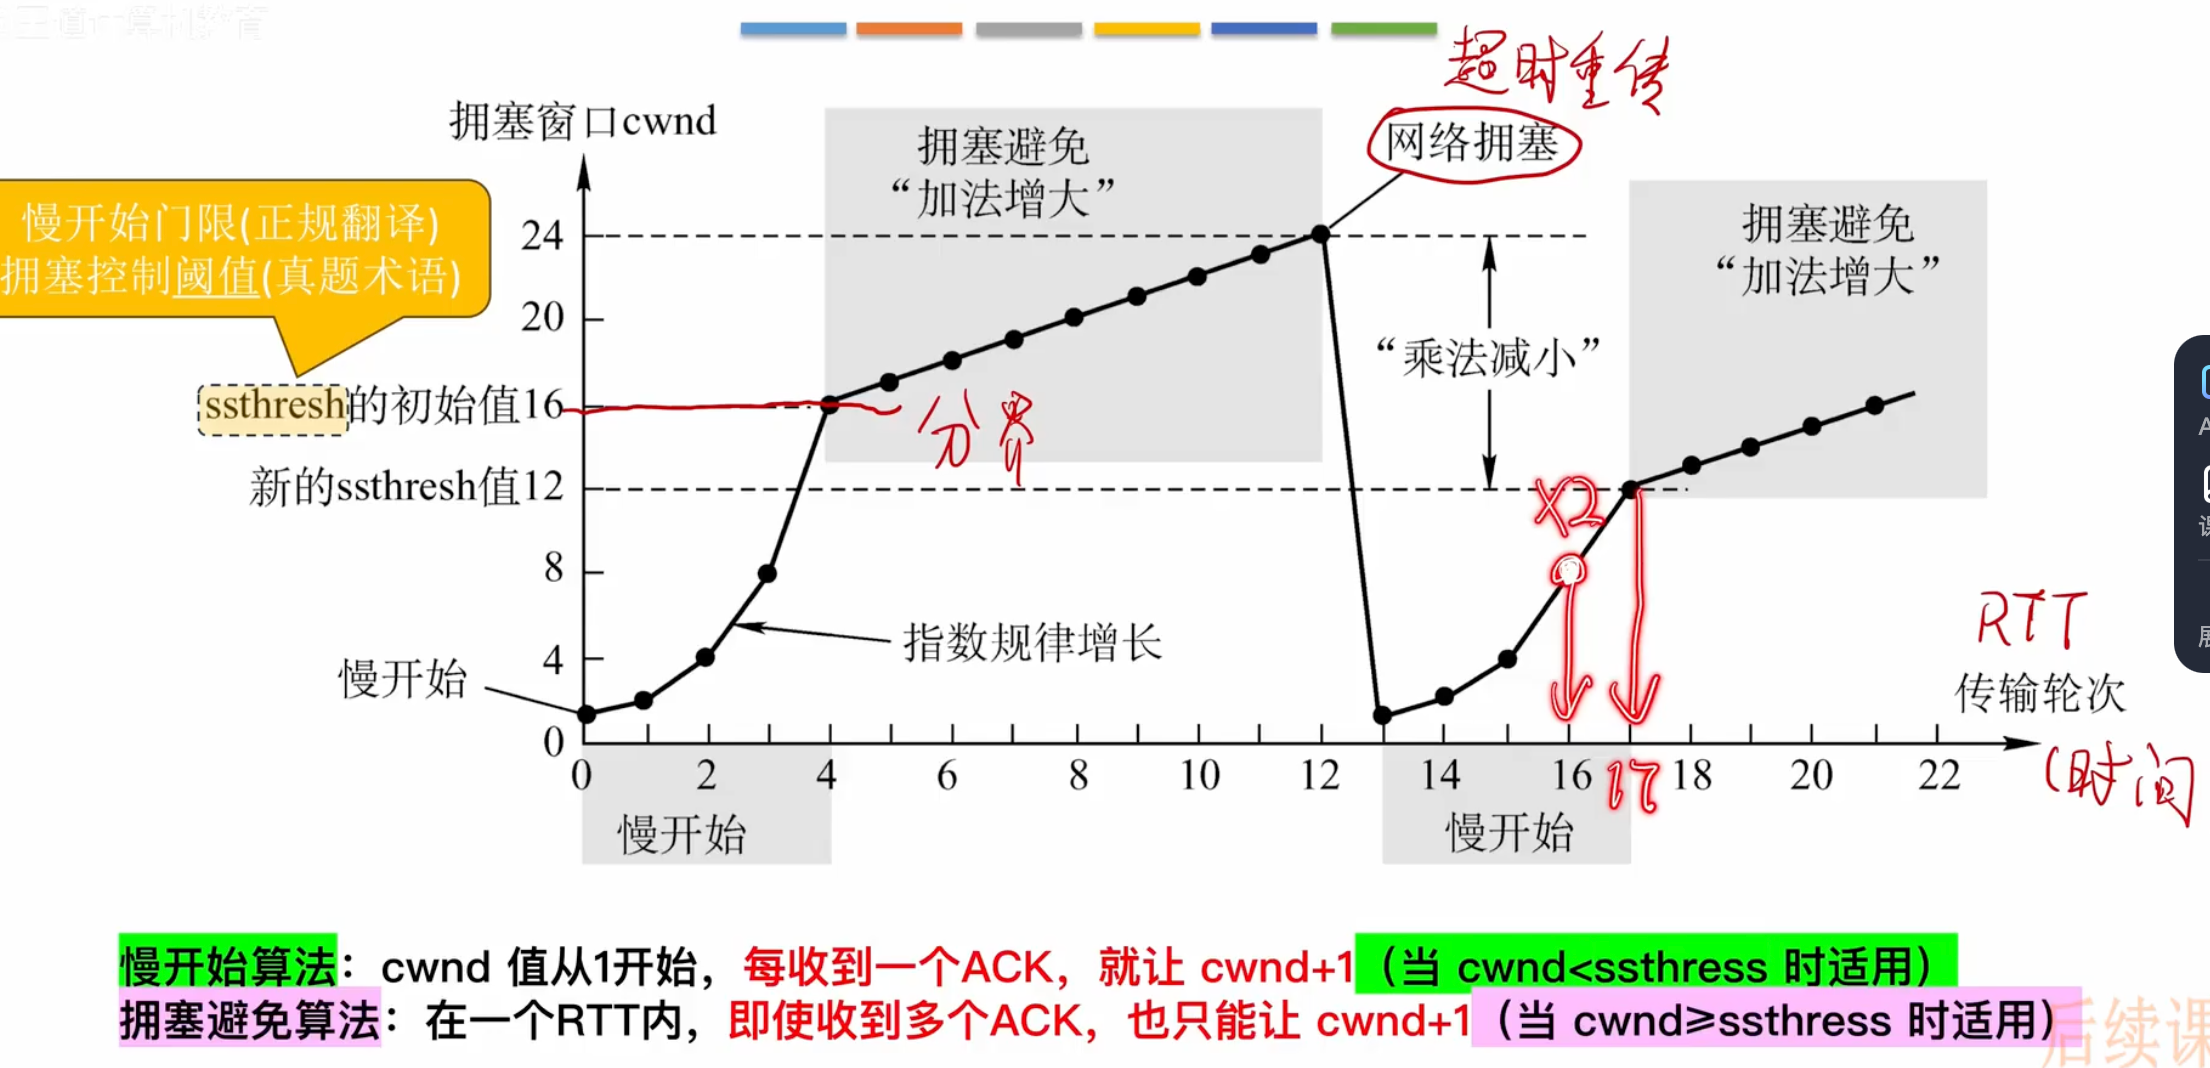 超时重传
拥塞窗口cwnd
拥塞避免
“加法增大”
网络拥塞
慢开始门限(正规翻译)
拥塞控制阈值(真题术语)
拥塞避免
“加法增大”
24
20
“乘法减小”
ssthresh的初始值16
分界
新的ssthresh值12
×2
8
指数规律增长
4
慢开始
RTT
传输轮次
0
(时间
0 2 4 6 8 10 12 14 16 17 18 20 22
慢开始
慢开始
慢开始算法：cwnd 值从1开始，每收到一个ACK，就让 cwnd+1（当 cwnd<ssthress 时适用）
拥塞避免算法：在一个RTT内，即使收到多个ACK，也只能让 cwnd+1（当 cwnd≥ssthress 时适用）
后续课